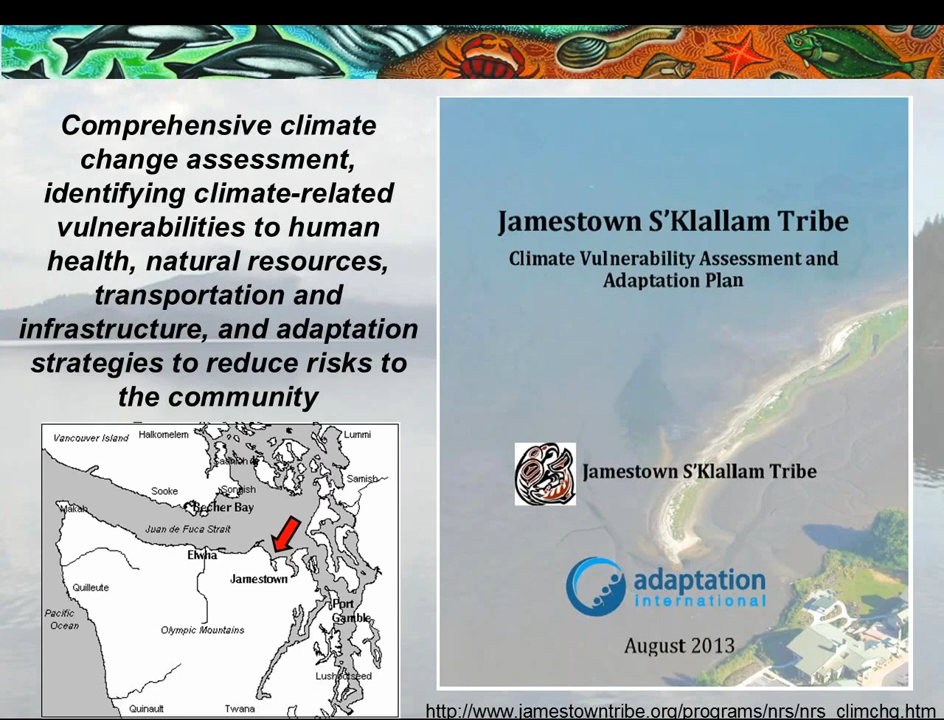 Comprehensive climate
change assessment,
identifying climate-related
vulnerabilities to human
health, natural resources,
transportation and
infrastructure, and adaptation
strategies to reduce risks to
the community
Vancouver Island
Halkomelem
Lummi
Saanich
Samish
Sooke
Songish
Becher Bay
Makah
Juan de Fuca Strait
Elwha
Jamestown
Quilleute
Port
Gamble
Pacific
Ocean
Olympic Mountains
Lushootseed
Quinault
Twana
Jamestown S'Klallam Tribe
Climate Vulnerability Assessment and
Adaptation Plan
Jamestown S'Klallam Tribe
adaptation
international
August 2013
http://www.jamestowntribe.org/programs/nrs/nrs_climchg.htm